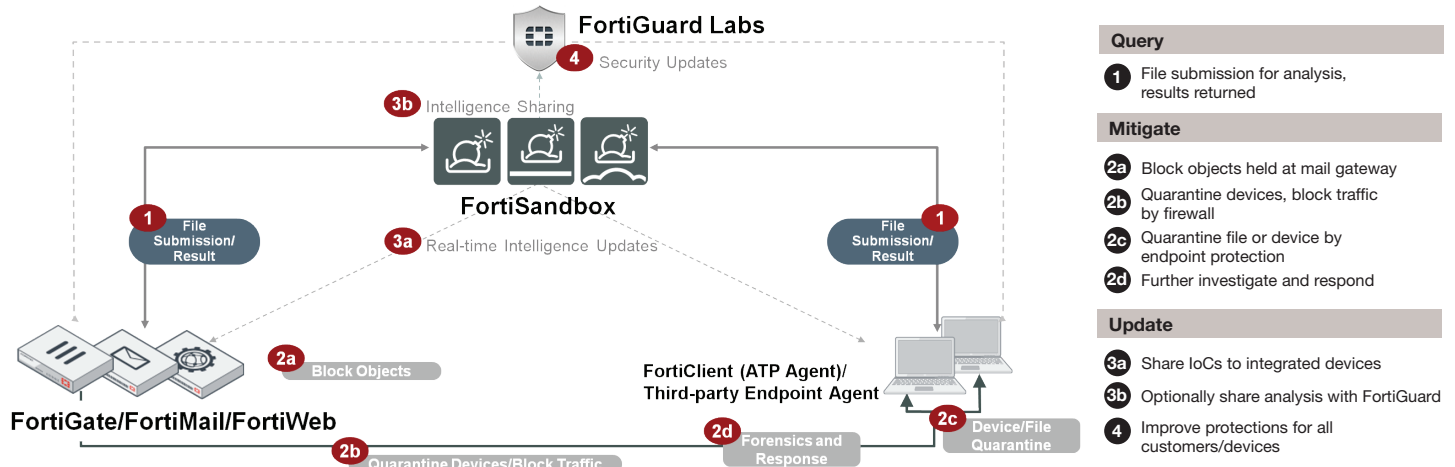 FortiGuard Labs
4
Security Updates
3b
Intelligence Sharing
FortiSandbox
1
File
Submission/
Result
3a
Real-time Intelligence Updates
1
File
Submission/
Result
2a
Block Objects
FortiGate/FortiMail/FortiWeb
FortiClient (ATP Agent)/
Third-party Endpoint Agent
2b
Quarantine Devices/Block Traffic
2d
Forensics and
Response
2c
Device/File
Quarantine
Query
1
File submission for analysis,
results returned
Mitigate
2a
Block objects held at mail gateway
2b
Quarantine devices, block traffic
by firewall
2c
Quarantine file or device by
endpoint protection
2d
Further investigate and respond
Update
3a
Share IoCs to integrated devices
3b
Optionally share analysis with FortiGuard
4
Improve protections for all
customers/devices